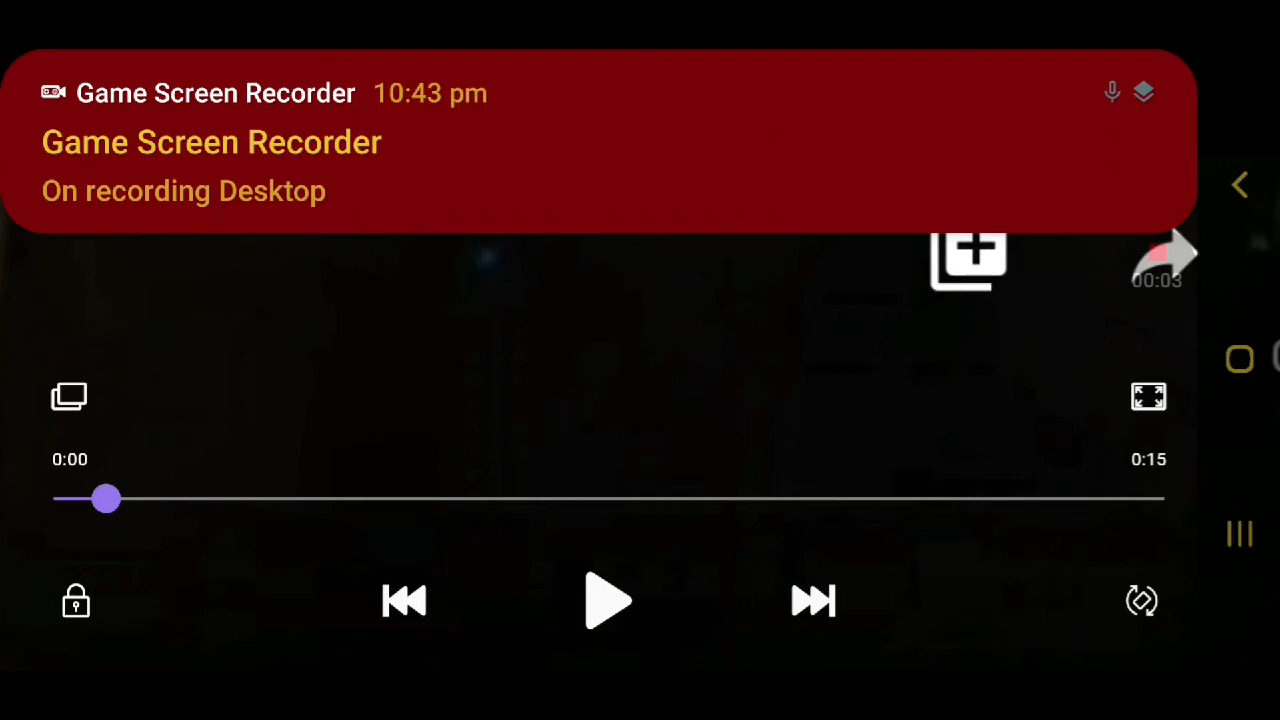 Game Screen Recorder 10:43 pm
Game Screen Recorder
On recording Desktop
00:03
0:00
0:15